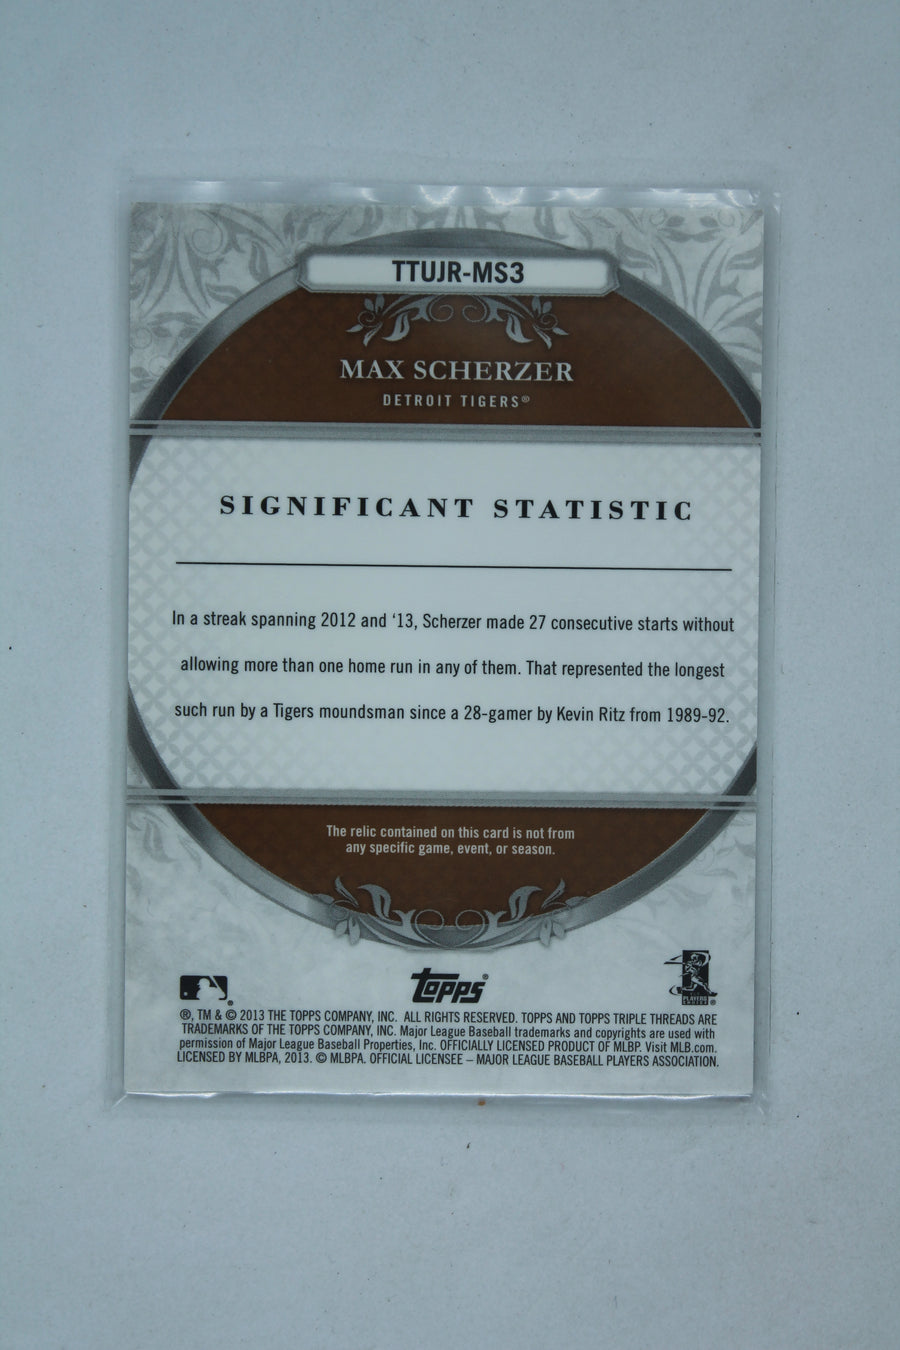 TTUJR-MS3
MAX SCHERZER
DETROIT TIGERS®
SIGNIFICANT STATISTIC
In a streak spanning 2012 and ‘13, Scherzer made 27 consecutive starts without
allowing more than one home run in any of them. That represented the longest
such run by a Tigers moundsman since a 28-gamer by Kevin Ritz from 1989-92.
The relic contained on this card is not from
any specific game, event, or season.
Topps®
PLAYERS
CHOICE®
®, TM & © 2013 THE TOPPS COMPANY, INC. ALL RIGHTS RESERVED. TOPPS AND TOPPS TRIPLE THREADS ARE
TRADEMARKS OF THE TOPPS COMPANY, INC. Major League Baseball trademarks and copyrights are used with
permission of Major League Baseball Properties, Inc. OFFICIALLY LICENSED PRODUCT OF MLBP. Visit MLB.com.
LICENSED BY MLBPA, 2013. © MLBPA. OFFICIAL LICENSEE – MAJOR LEAGUE BASEBALL PLAYERS ASSOCIATION.